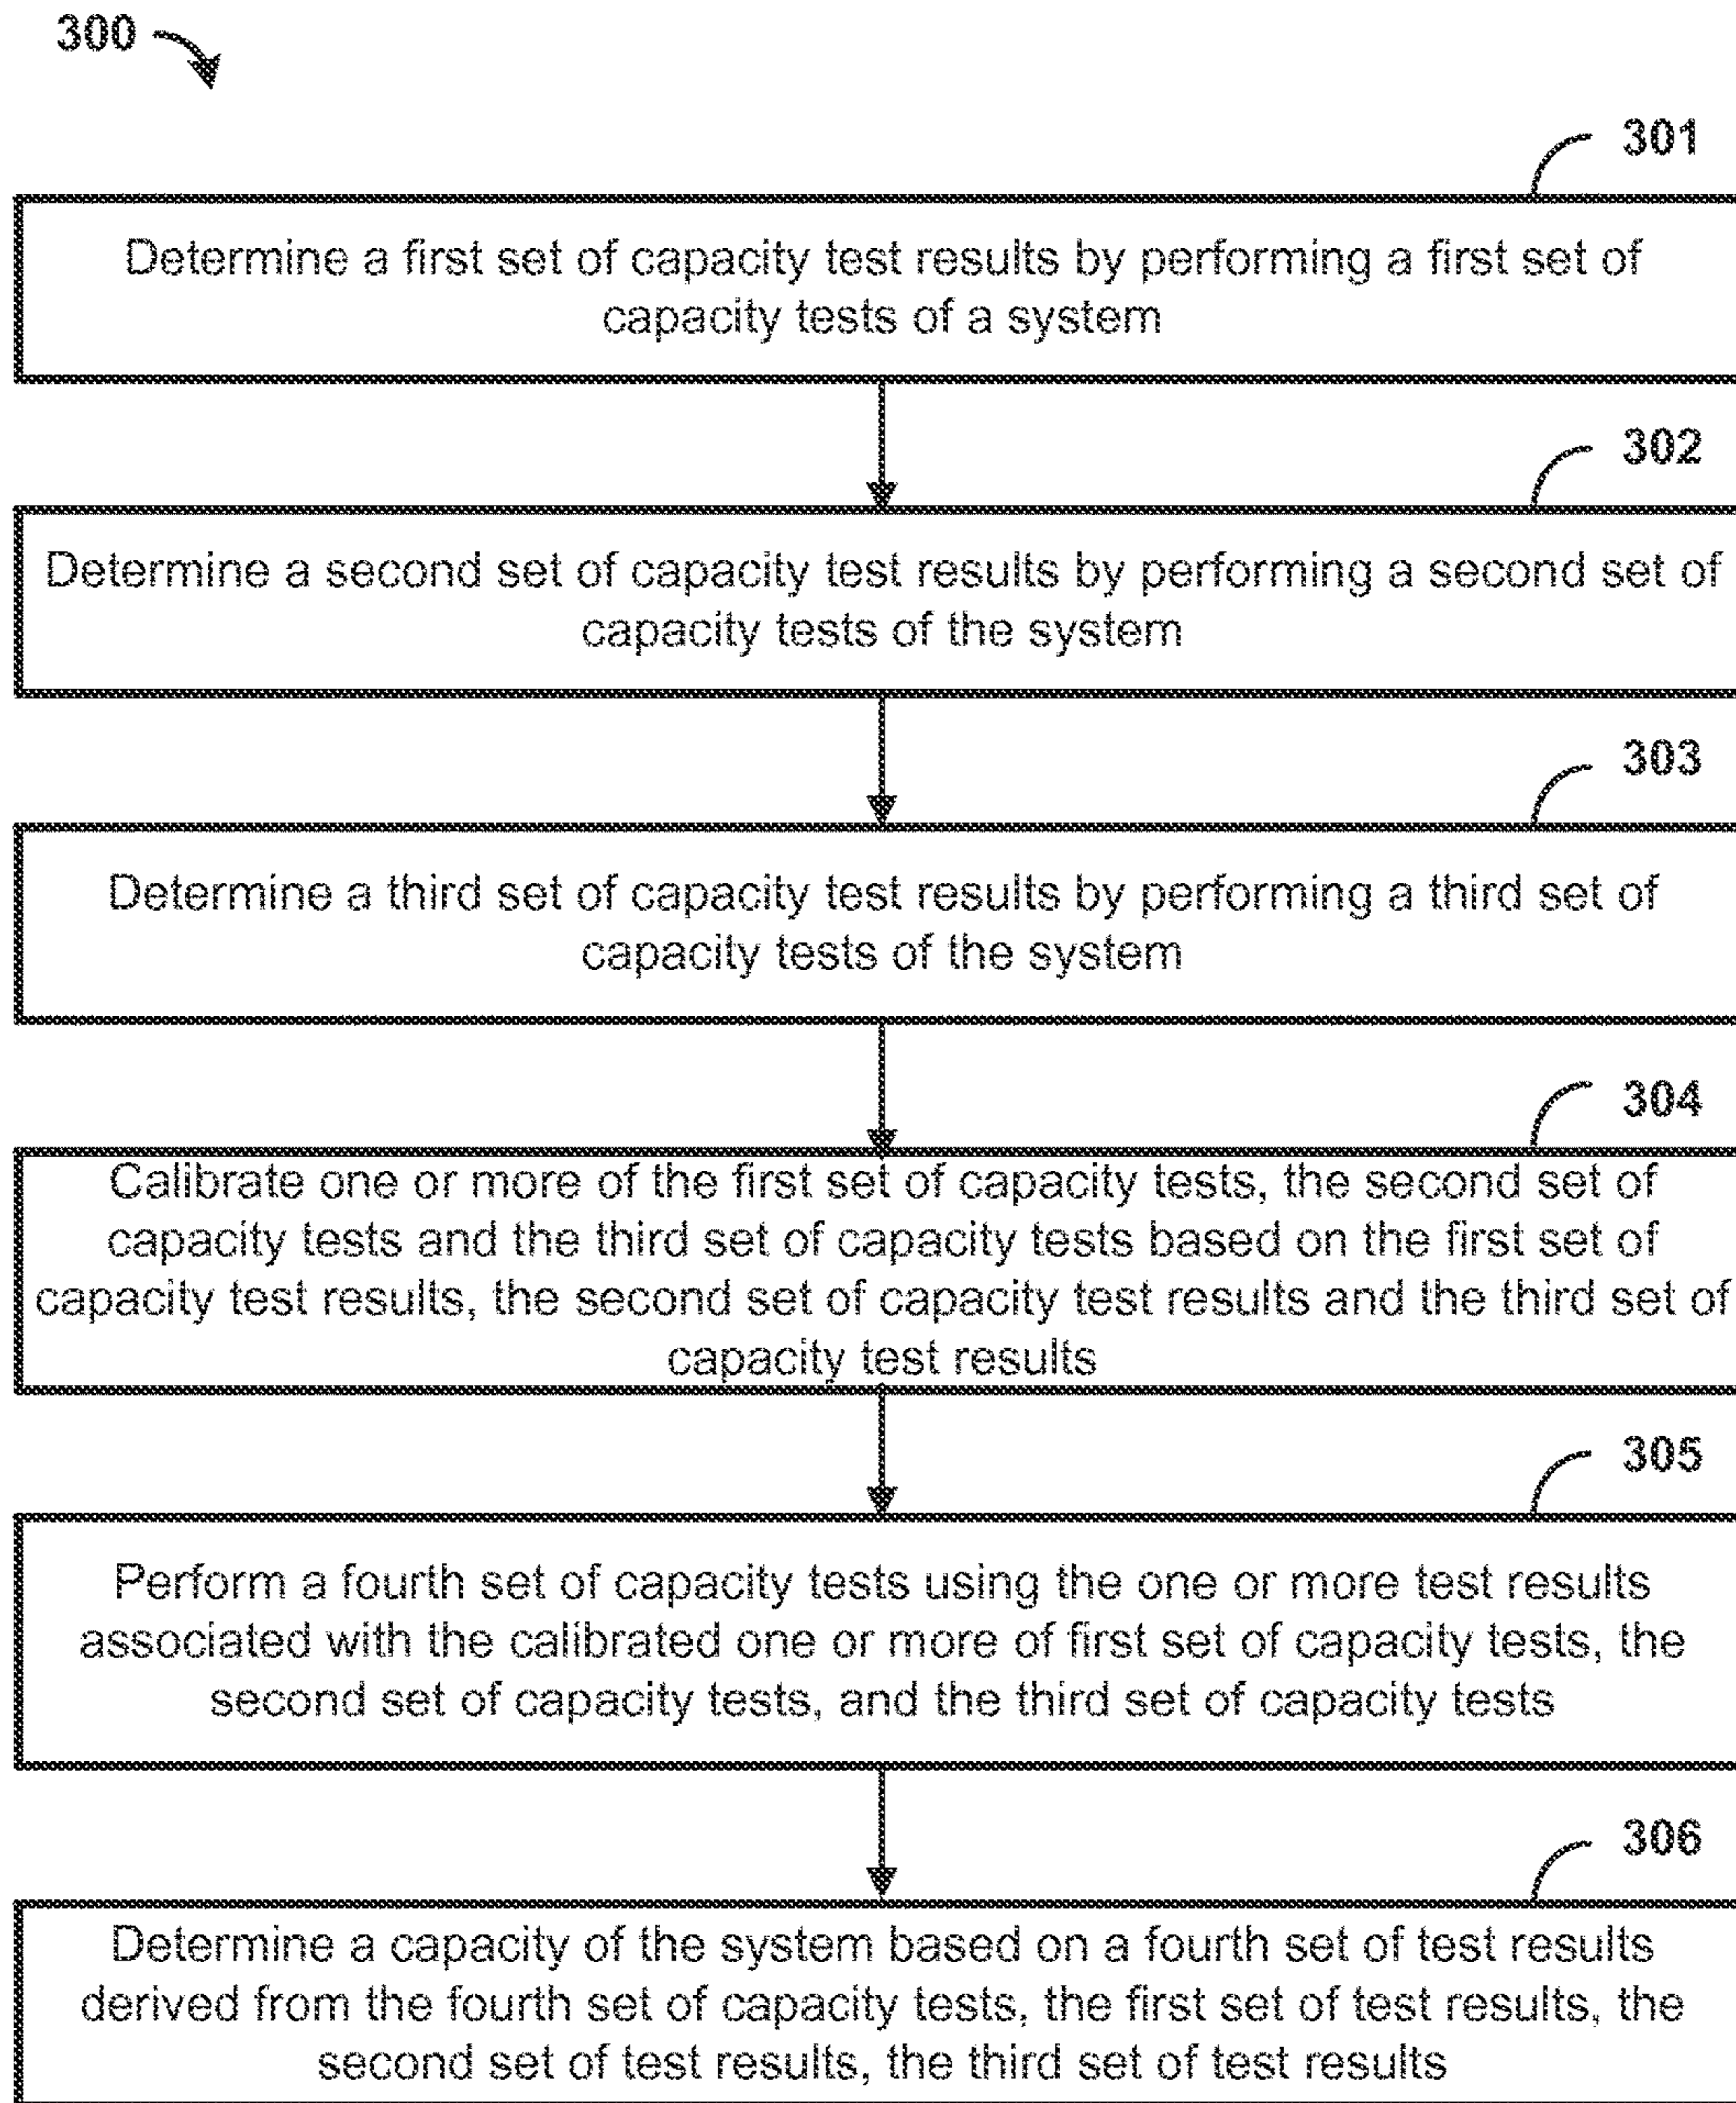 300
301
Determine a first set of capacity test results by performing a first set of
capacity tests of a system
302
Determine a second set of capacity test results by performing a second set of
capacity tests of the system
303
Determine a third set of capacity test results by performing a third set of
capacity tests of the system
304
Calibrate one or more of the first set of capacity tests, the second set of
capacity tests and the third set of capacity tests based on the first set of
capacity test results, the second set of capacity test results and the third set of
capacity test results
305
Perform a fourth set of capacity tests using the one or more test results
associated with the calibrated one or more of first set of capacity tests, the
second set of capacity tests, and the third set of capacity tests
306
Determine a capacity of the system based on a fourth set of test results
derived from the fourth set of capacity tests, the first set of test results, the
second set of test results, the third set of test results